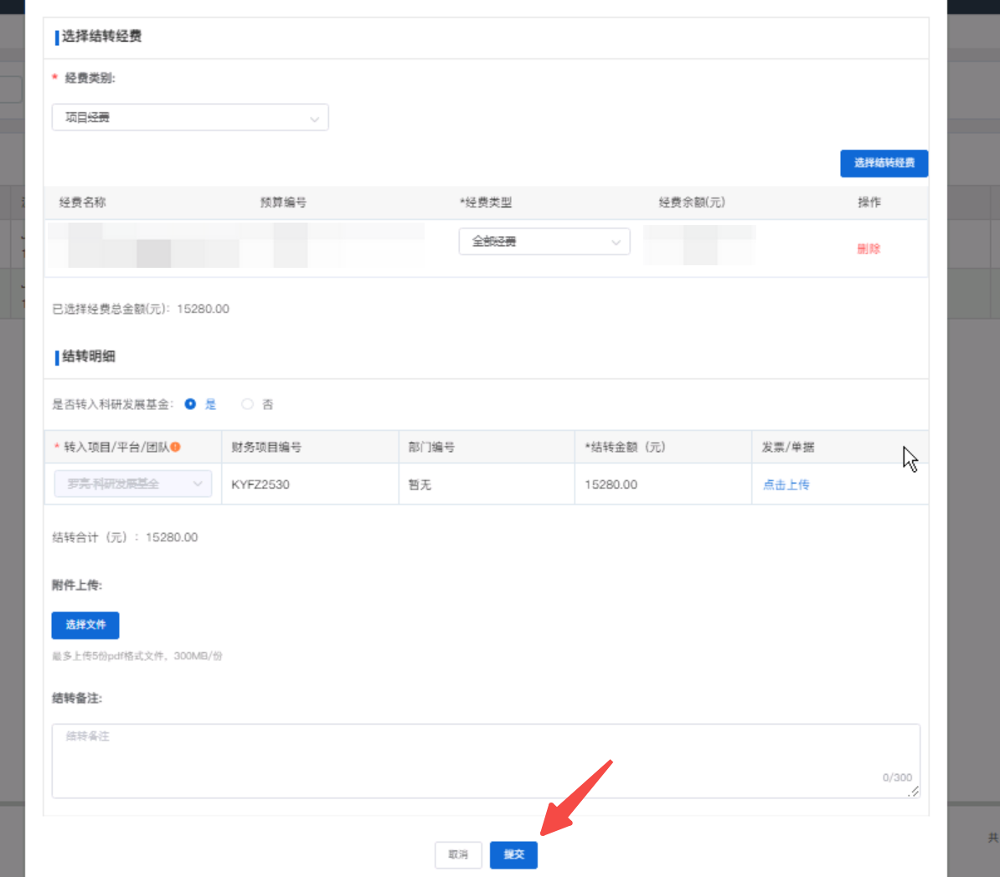 选择结转经费
* 经费类别:
项目经费
选择结转经费
经费名称 预算编号 *经费类型 经费余额(元) 操作
全部经费
删除
已选择经费总金额(元): 15280.00
结转明细
是否转入科研发展基金: 是 否
* 转入项目/平台/团队 财务项目编号 部门编号 *结转金额（元） 发票/单据
罗亮-科研发展基金 KYFZ2530 暂无 15280.00 点击上传
结转合计（元）: 15280.00
附件上传:
选择文件
最多上传5份pdf格式文件，300MB/份
结转备注:
结转备注
0/300
取消 提交
共